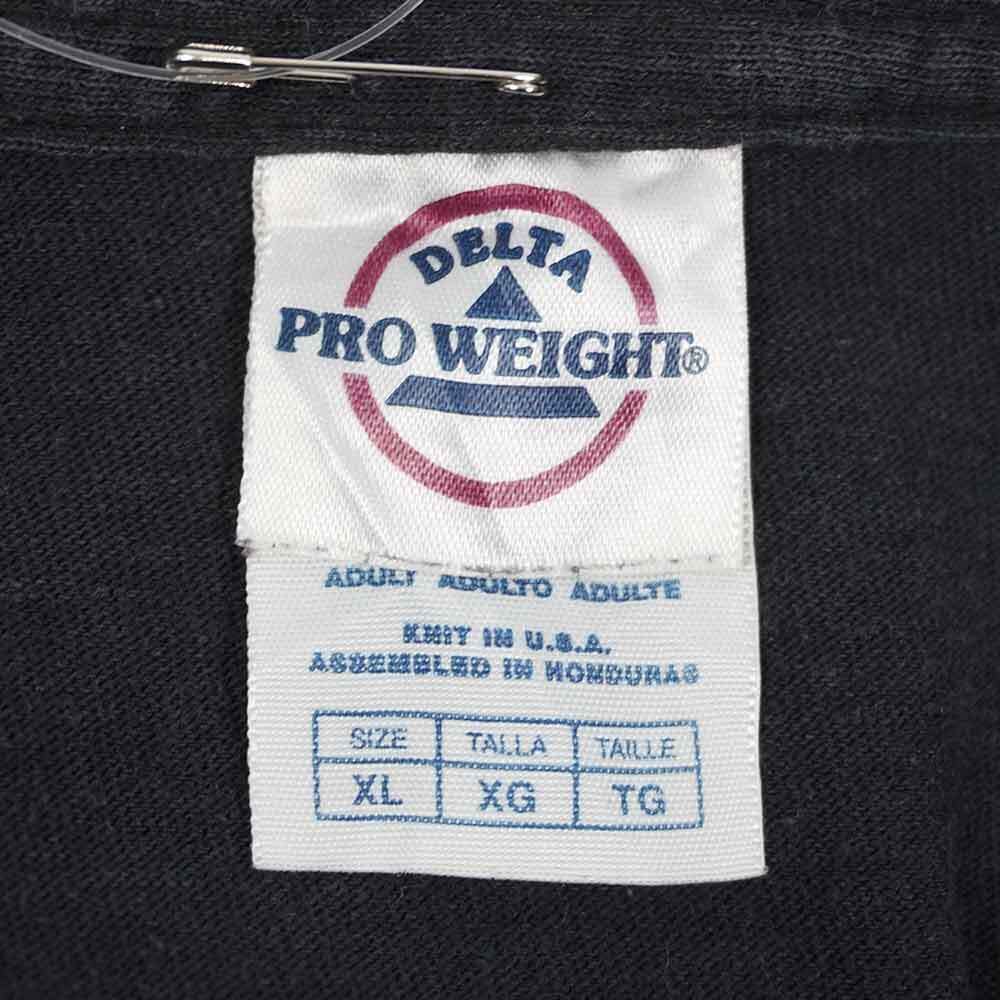 DELTA
PRO WEIGHT®
ADULT ADULTO ADULTE
KNIT IN U.S.A.
ASSEMBLED IN HONDURAS
SIZE TALLA TAILLE
XL XG TG